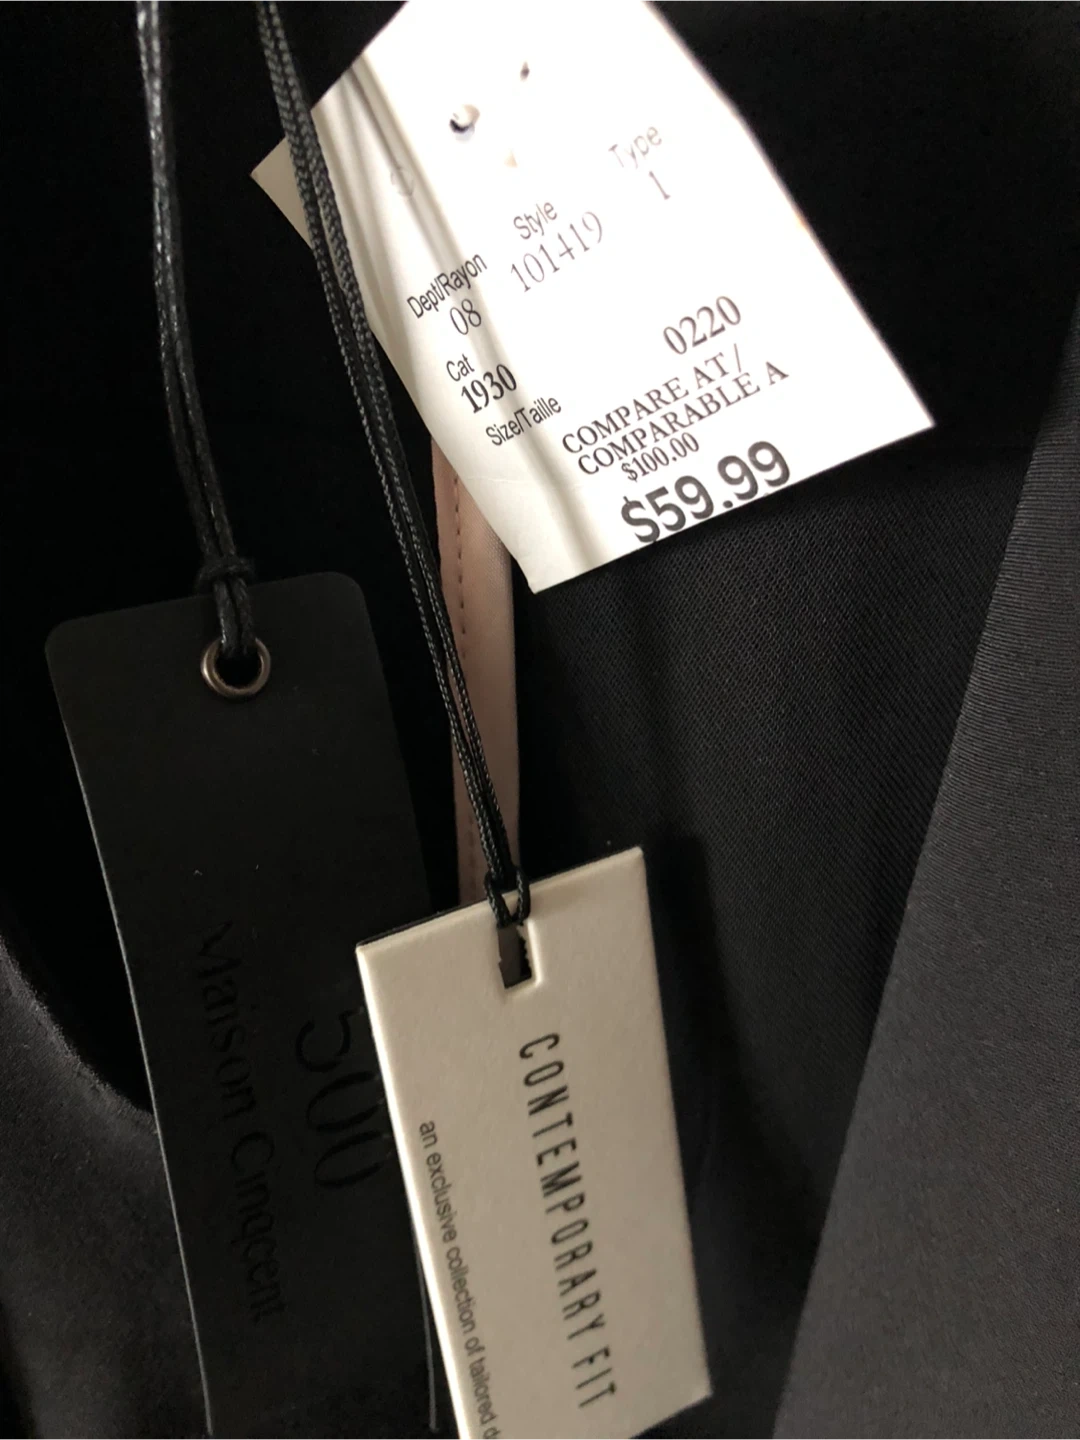 Dept/Rayon Style Type
08 101419 1
Cat
1930 0220
Size/Taille COMPARE AT/
COMPARABLE A
$100.00
$59.99
500
Maison Cinqcent
CONTEMPORARY FIT
an exclusive collection of tailored